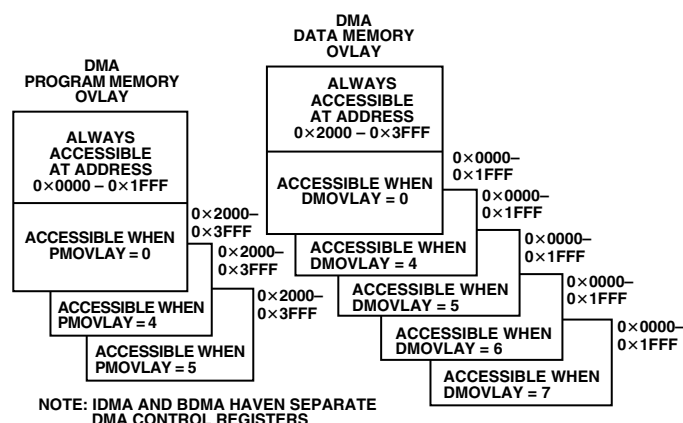 DMA
PROGRAM MEMORY
OVLAY
ALWAYS
ACCESSIBLE
AT ADDRESS
0×0000 – 0×1FFF
ACCESSIBLE WHEN
PMOVLAY = 0
0×2000–
0×3FFF
ACCESSIBLE WHEN
PMOVLAY = 4
0×2000–
0×3FFF
ACCESSIBLE WHEN
PMOVLAY = 5
0×2000–
0×3FFF
DMA
DATA MEMORY
OVLAY
ALWAYS
ACCESSIBLE
AT ADDRESS
0×2000 – 0×3FFF
ACCESSIBLE WHEN
DMOVLAY = 0
0×0000–
0×1FFF
ACCESSIBLE WHEN
DMOVLAY = 4
0×0000–
0×1FFF
ACCESSIBLE WHEN
DMOVLAY = 5
0×0000–
0×1FFF
ACCESSIBLE WHEN
DMOVLAY = 6
0×0000–
0×1FFF
ACCESSIBLE WHEN
DMOVLAY = 7
0×0000–
0×1FFF
NOTE: IDMA AND BDMA HAVEN SEPARATE
DMA CONTROL REGISTERS